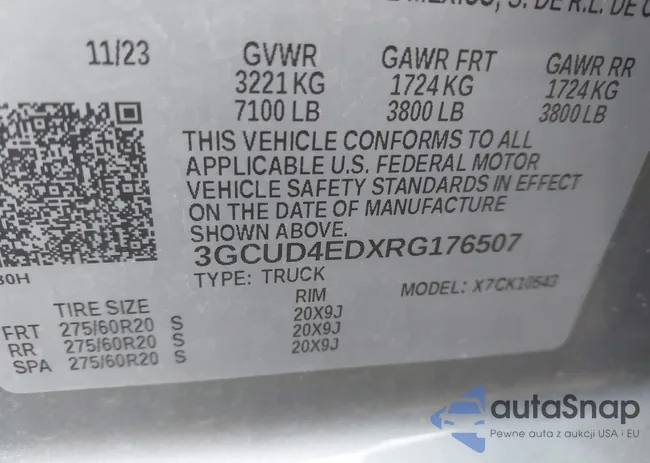 E MEXICO, S. DE R.L. DE C
11/23 GVWR GAWR FRT GAWR RR
3221 KG 1724 KG 1724 KG
7100 LB 3800 LB 3800 LB
THIS VEHICLE CONFORMS TO ALL
APPLICABLE U.S. FEDERAL MOTOR
VEHICLE SAFETY STANDARDS IN EFFECT
ON THE DATE OF MANUFACTURE
SHOWN ABOVE.
3GCUD4EDXRG176507
TYPE: TRUCK MODEL: X7CK10543
TIRE SIZE RIM
FRT 275/60R20 S 20X9J
RR 275/60R20 S 20X9J
SPA 275/60R20 S 20X9J
autaSnap
Pewne auta z aukcji USA i EU